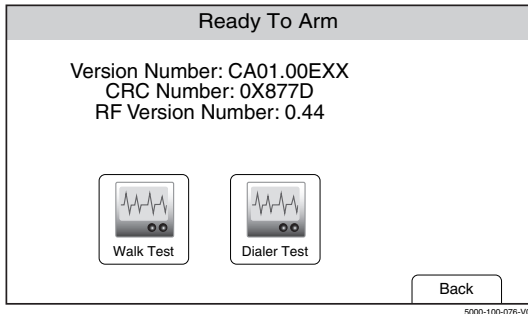 Ready To Arm
Version Number: CA01.00EXX
CRC Number: 0X877D
RF Version Number: 0.44
Walk Test
Dialer Test
Back